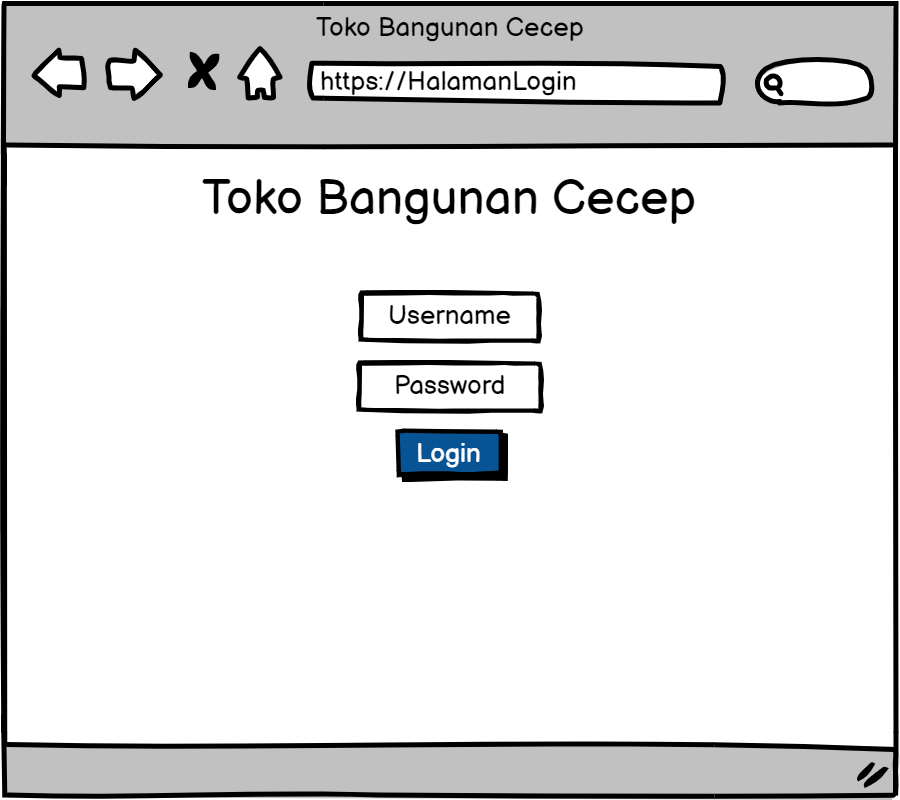 Toko Bangunan Cecep
https://HalamanLogin
Toko Bangunan Cecep
Username
Password
Login